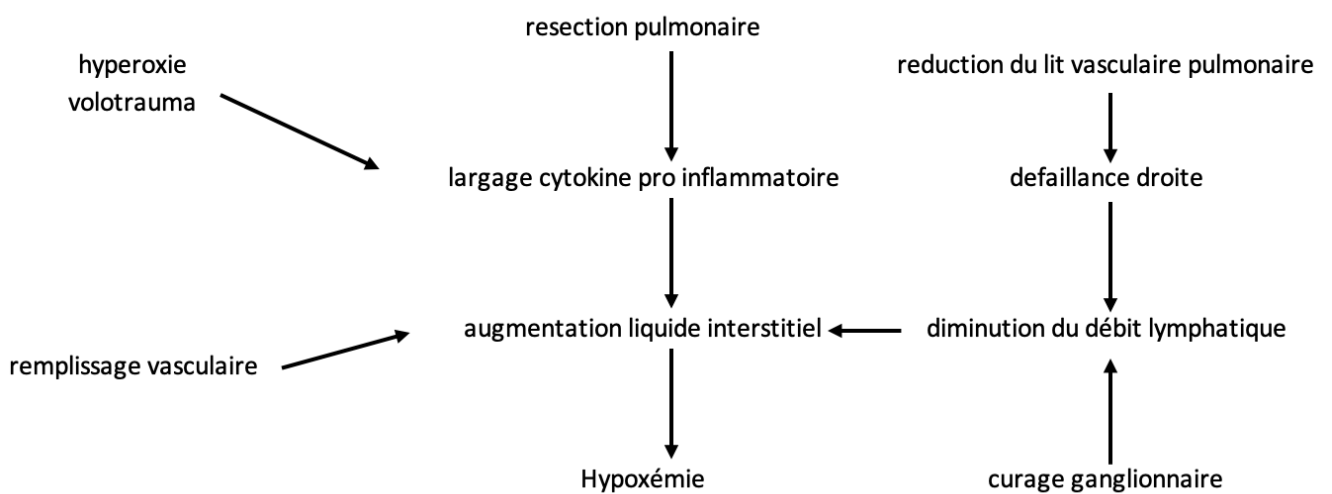 resection pulmonaire
hyperoxie
volotrauma
reduction du lit vasculaire pulmonaire
largage cytokine pro inflammatoire
defaillance droite
augmentation liquide interstitiel
diminution du débit lymphatique
remplissage vasculaire
Hypoxémie
curage ganglionnaire